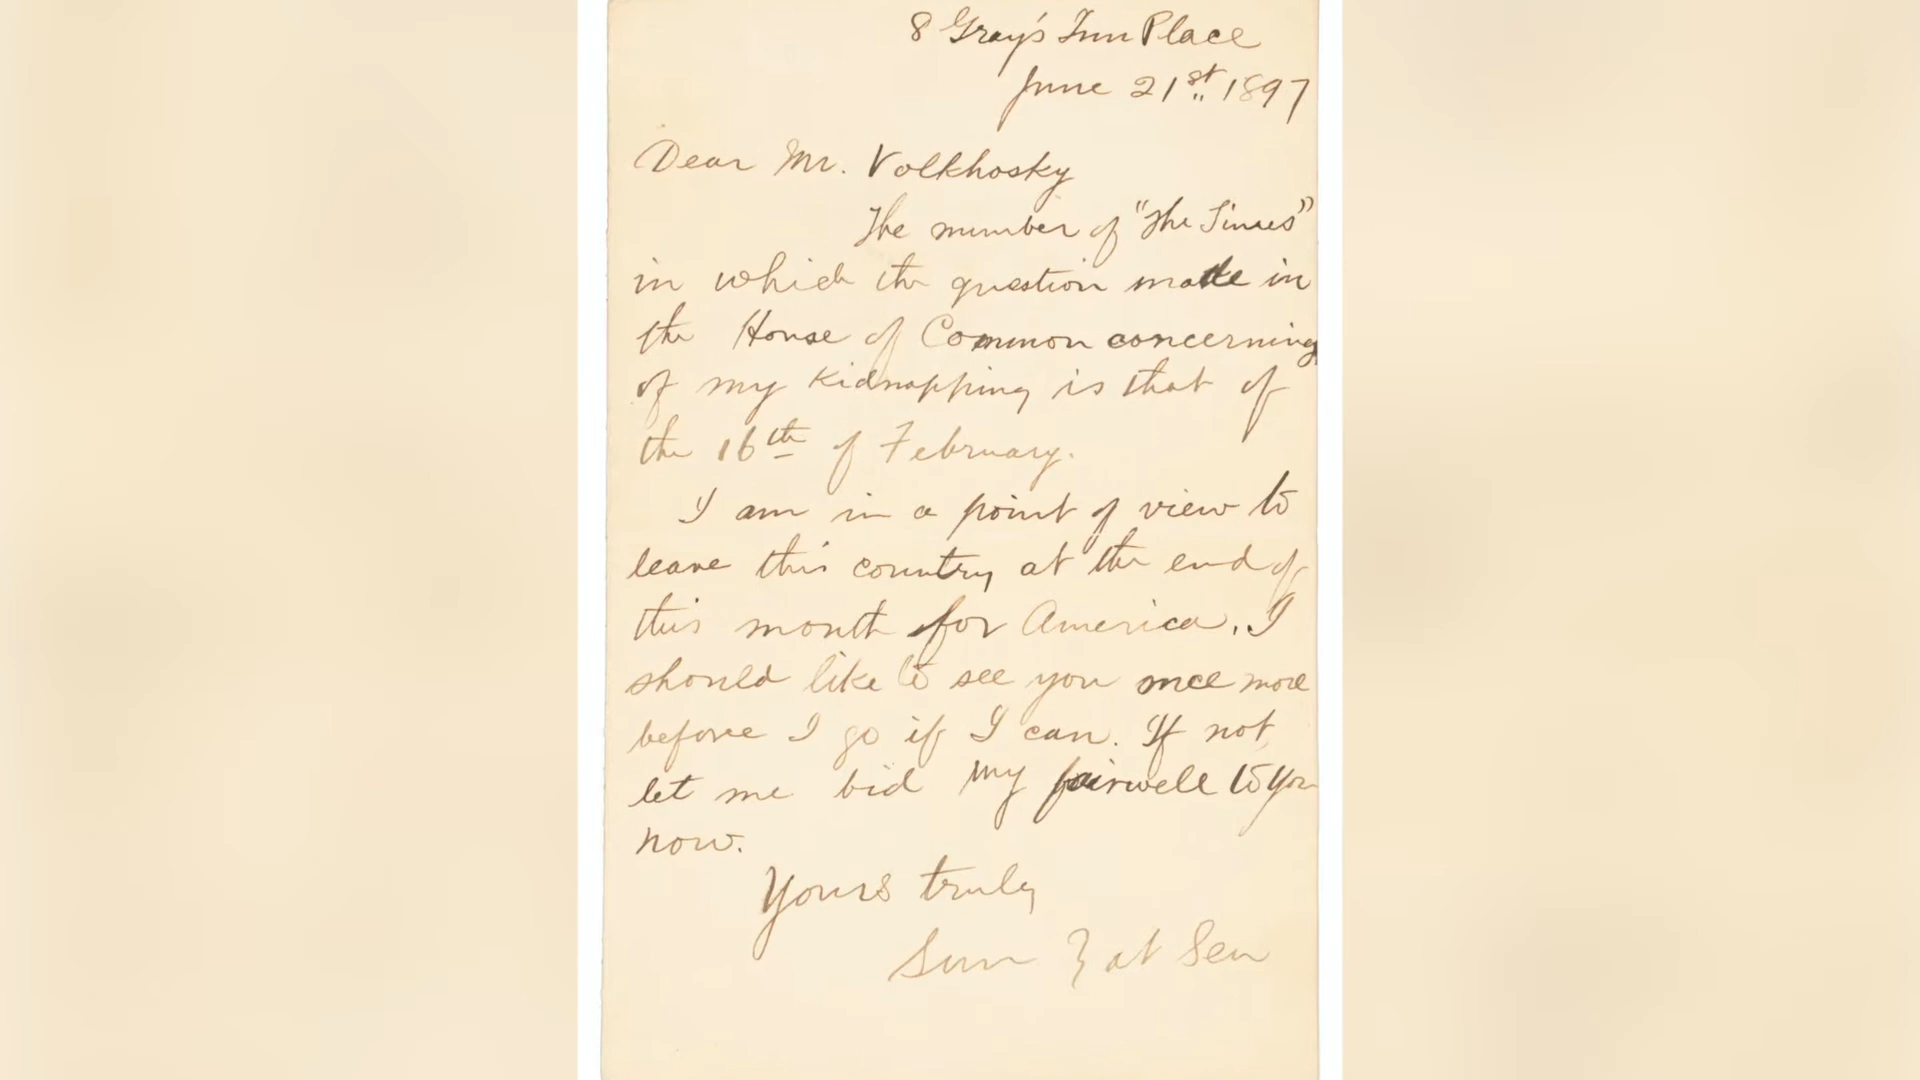 8 Gray's Inn Place
June 21st 1897
Dear Mr. Volkhosky
The number of "The Times"
in which the question made in
the House of Common concerning
of my kidnapping is that of
the 16th of February.
I am in a point of view to
leave this country at the end of
this month for America. I
should like to see you once more
before I go if I can. If not
let me bid my fairwell to you
now.
Yours truly
Sun Yat Sen